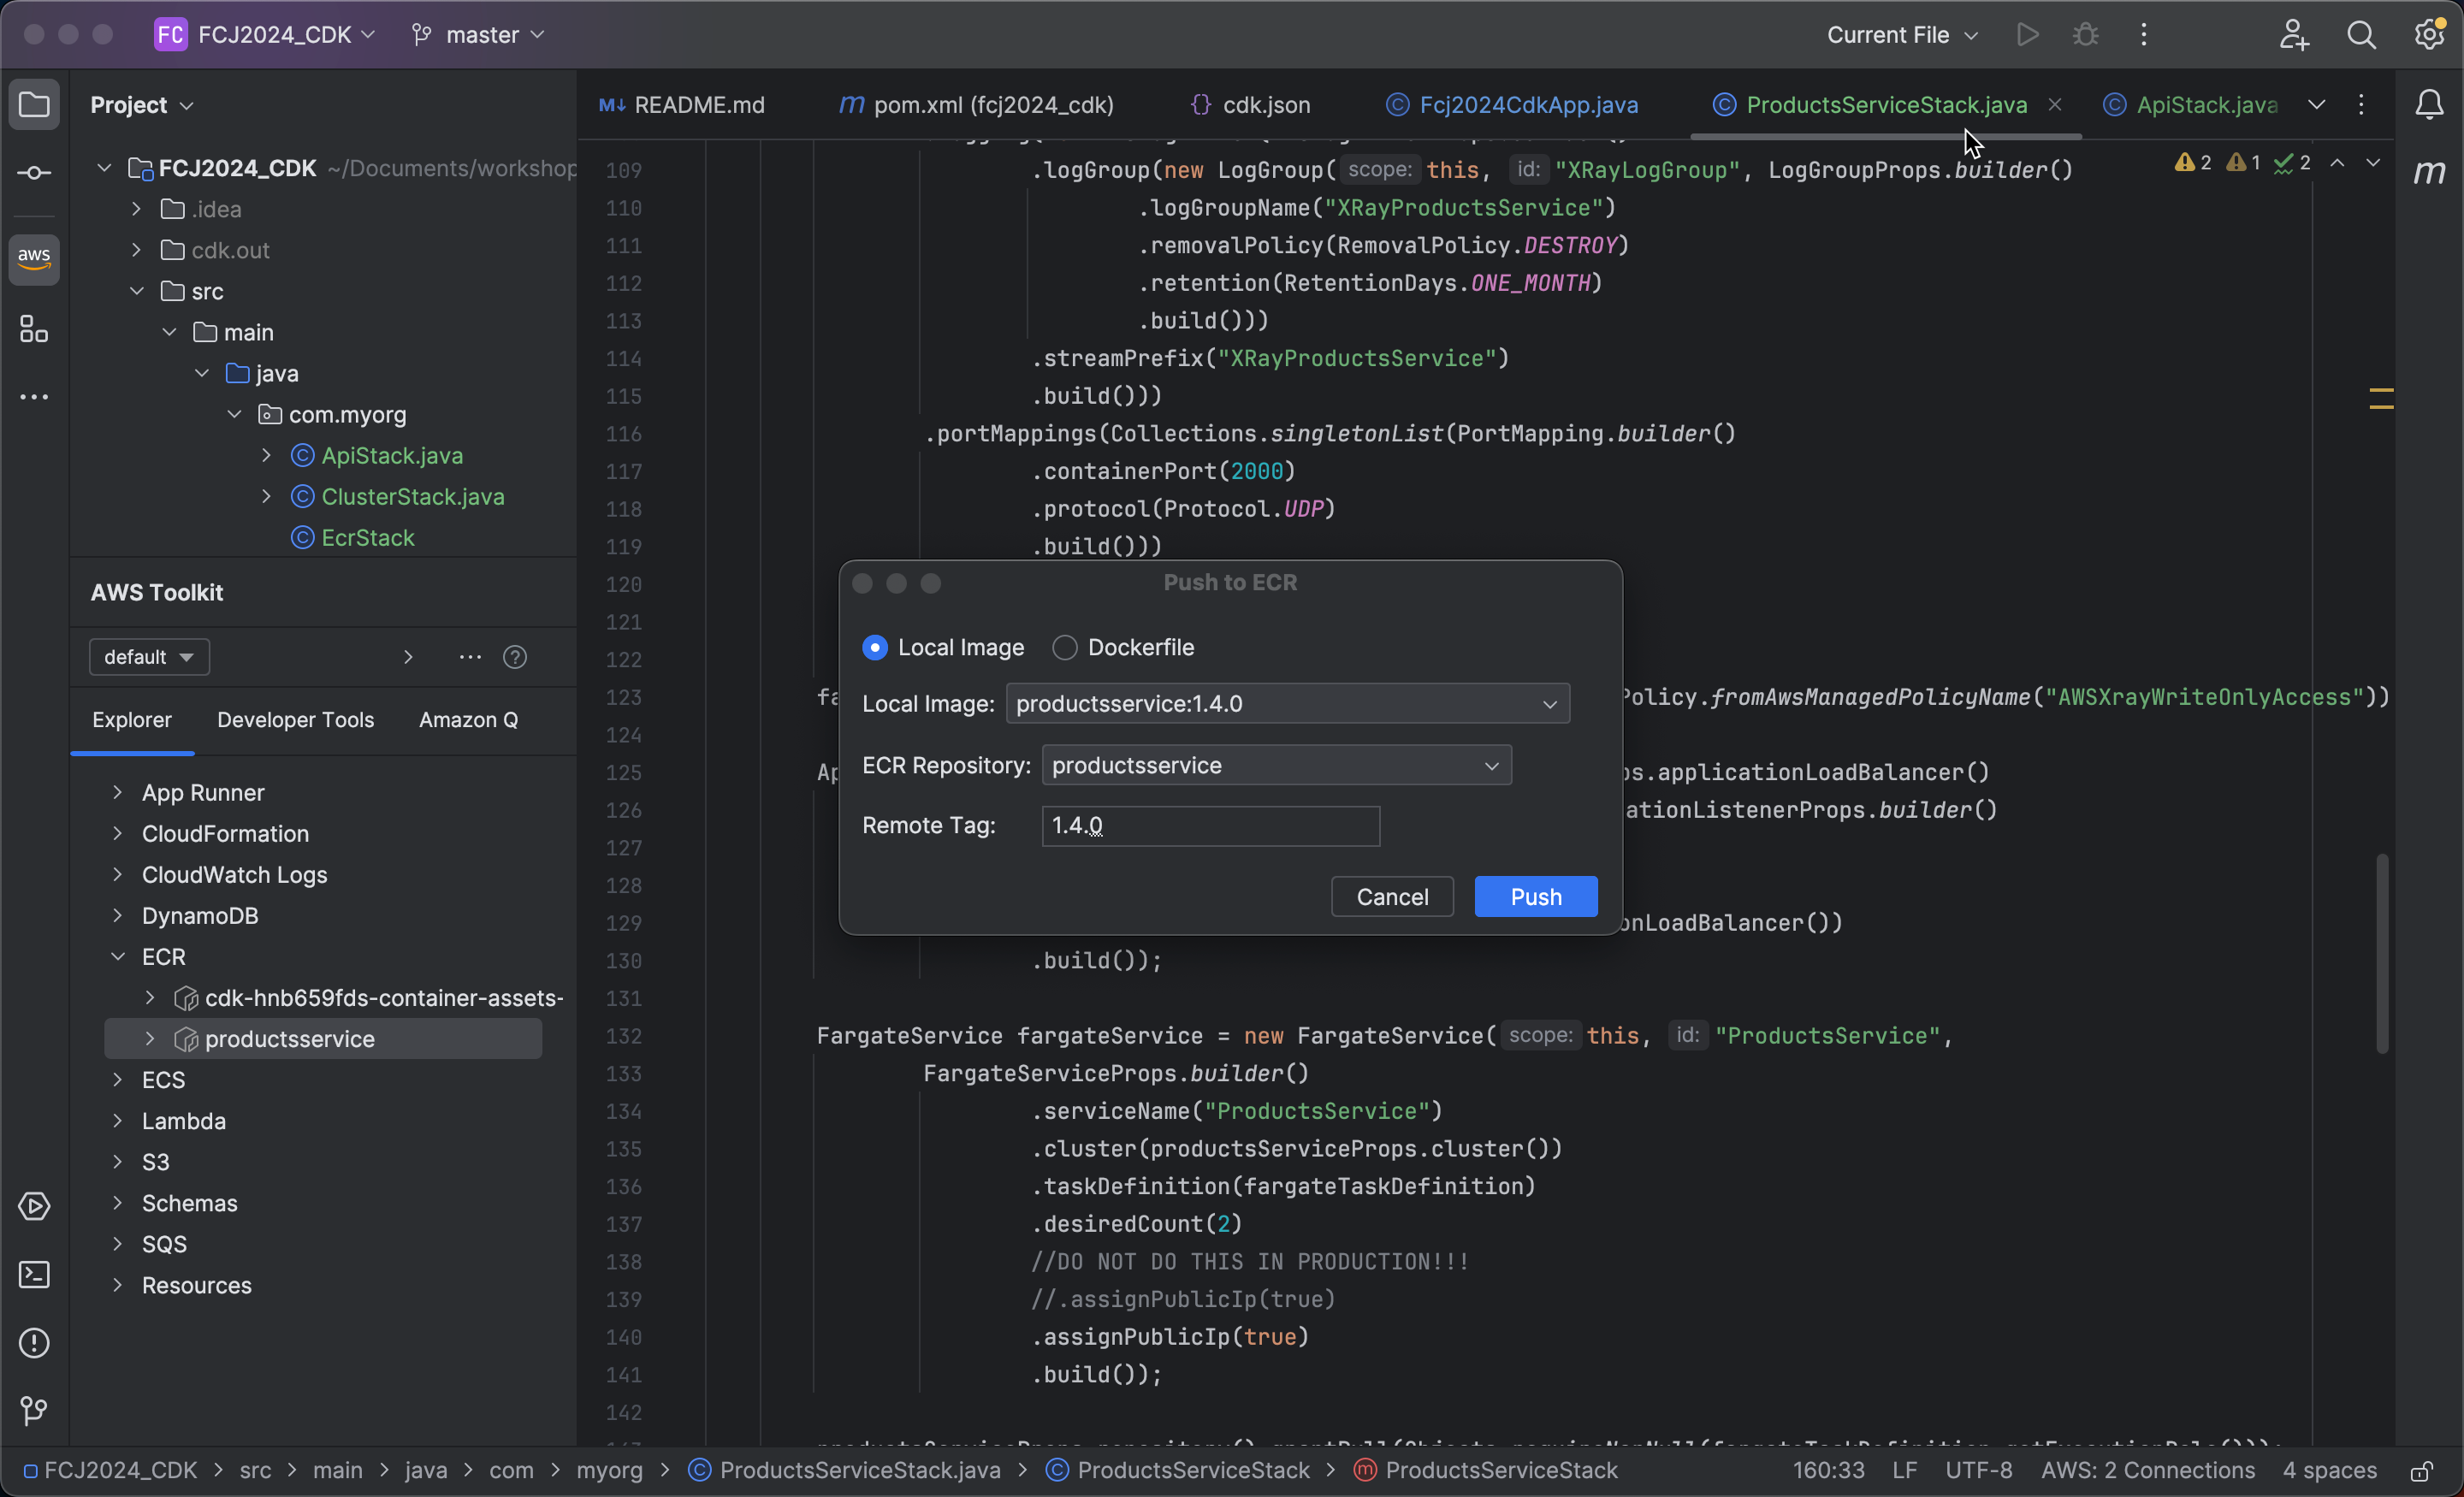 FC FCJ2024_CDK master Current File
Project
README.md
pom.xml (fcj2024_cdk)
cdk.json
Fcj2024CdkApp.java
ProductsServiceStack.java
ApiStack.java
FCJ2024_CDK ~/Documents/workshop
.idea
cdk.out
src
main
java
com.myorg
ApiStack.java
ClusterStack.java
EcrStack
aws
AWS Toolkit
default
Explorer Developer Tools Amazon Q
App Runner
CloudFormation
CloudWatch Logs
DynamoDB
ECR
cdk-hnb659fds-container-assets-
productsservice
ECS
Lambda
S3
Schemas
SQS
Resources
2 1 2
109 .logGroup(new LogGroup( scope: this, id: "XRayLogGroup", LogGroupProps.builder()
110 .logGroupName("XRayProductsService")
111 .removalPolicy(RemovalPolicy.DESTROY)
112 .retention(RetentionDays.ONE_MONTH)
113 .build()))
114 .streamPrefix("XRayProductsService")
115 .build()))
116 .portMappings(Collections.singletonList(PortMapping.builder()
117 .containerPort(2000)
118 .protocol(Protocol.UDP)
119 .build()))
120
121
122
123 fa Policy.fromAwsManagedPolicyName("AWSXrayWriteOnlyAccess"))
124
125 Ap s.applicationLoadBalancer()
126 ationListenerProps.builder()
127
128
129 onLoadBalancer())
130 .build());
131
132 FargateService fargateService = new FargateService( scope: this, id: "ProductsService",
133 FargateServiceProps.builder()
134 .serviceName("ProductsService")
135 .cluster(productsServiceProps.cluster())
136 .taskDefinition(fargateTaskDefinition)
137 .desiredCount(2)
138 //DO NOT DO THIS IN PRODUCTION!!!
139 //.assignPublicIp(true)
140 .assignPublicIp(true)
141 .build());
142
Push to ECR
Local Image Dockerfile
Local Image: productsservice:1.4.0
ECR Repository: productsservice
Remote Tag: 1.4.0
Cancel Push
FCJ2024_CDK src main java com myorg ProductsServiceStack.java ProductsServiceStack ProductsServiceStack 160:33 LF UTF-8 AWS: 2 Connections 4 spaces